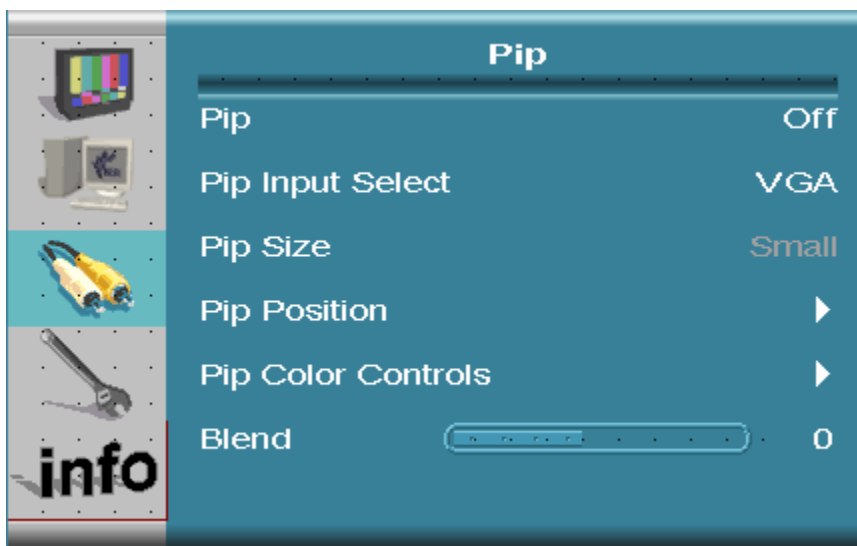 Pip
Pip Off
Pip Input Select VGA
Pip Size Small
Pip Position
Pip Color Controls
Blend 0
info